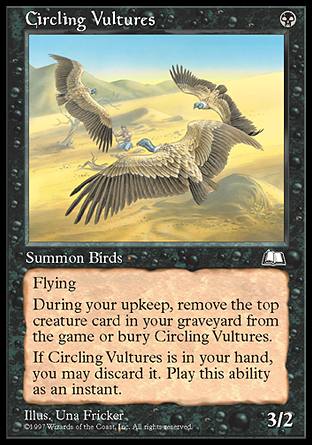 Circling Vultures
Summon Birds
Flying
During your upkeep, remove the top
creature card in your graveyard from
the game or bury Circling Vultures.
If Circling Vultures is in your hand,
you may discard it. Play this ability
as an instant.
Illus. Una Fricker
©1997 Wizards of the Coast, Inc. All rights reserved.
3/2